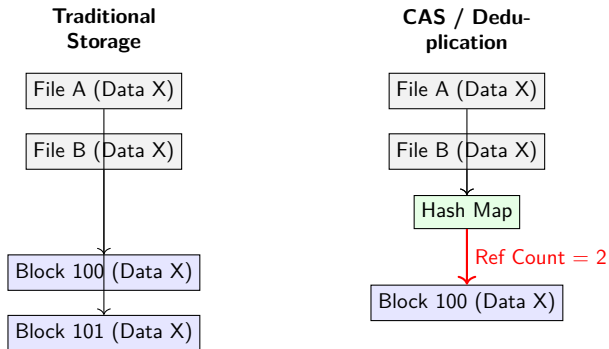 Traditional
Storage
File A (Data X)
File B (Data X)
Block 100 (Data X)
Block 101 (Data X)
CAS / Dedu-
plication
File A (Data X)
File B (Data X)
Hash Map
Ref Count = 2
Block 100 (Data X)